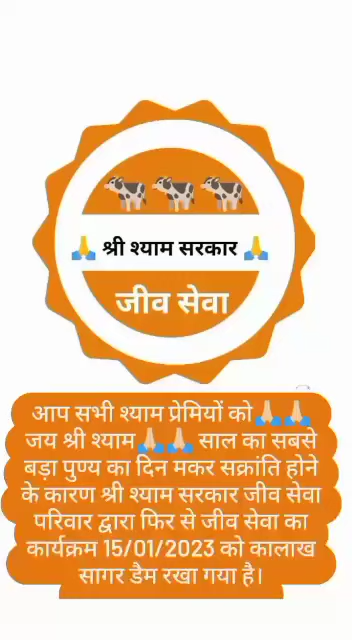 🐄🐄🐄
🙏 श्री श्याम सरकार 🙏
जीव सेवा
आप सभी श्याम प्रेमियों को🙏🙏
जय श्री श्याम🙏🙏 साल का सबसे
बड़ा पुण्य का दिन मकर सक्रांति होने
के कारण श्री श्याम सरकार जीव सेवा
परिवार द्वारा फिर से जीव सेवा का
कार्यक्रम 15/01/2023 को कालाख
सागर डैम रखा गया है।